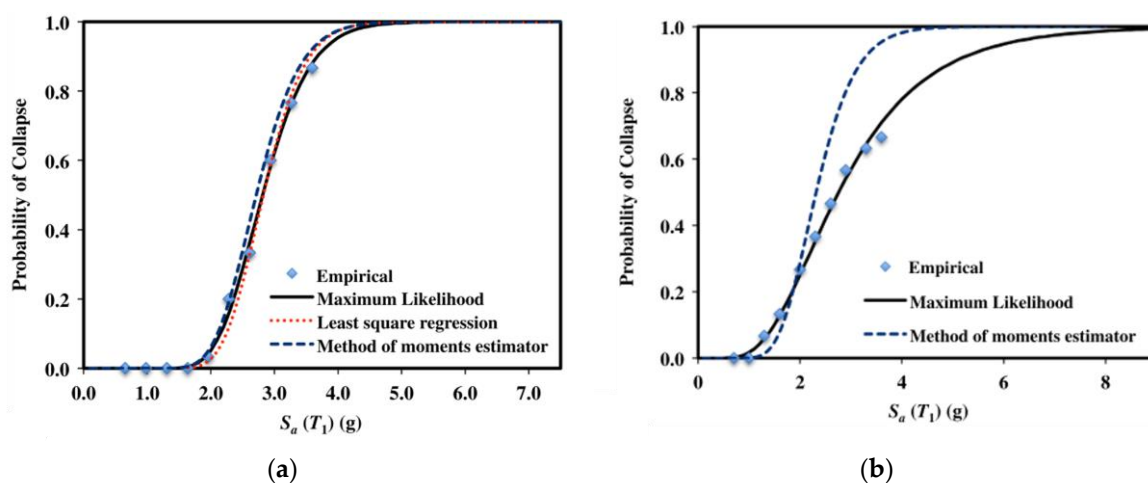 1.0
0.8
0.6
0.4
0.2
0.0
Probability of Collapse
Empirical
Maximum Likelihood
Least square regression
Method of moments estimator
0.0 1.0 2.0 3.0 4.0 5.0 6.0 7.0
Sa (T1) (g)
(a)
1.0
0.8
0.6
0.4
0.2
0.0
Probability of Collapse
Empirical
Maximum Likelihood
Method of moments estimator
0 2 4 6 8
Sa (T1) (g)
(b)